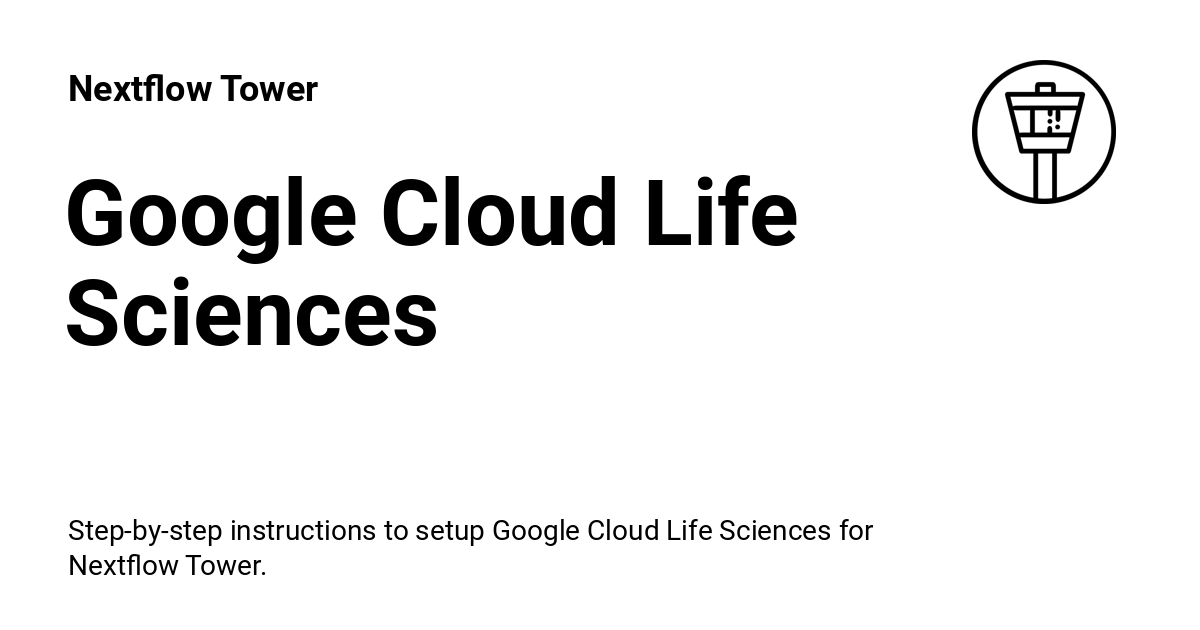 Nextflow Tower
Google Cloud Life
Sciences
Step-by-step instructions to setup Google Cloud Life Sciences for
Nextflow Tower.